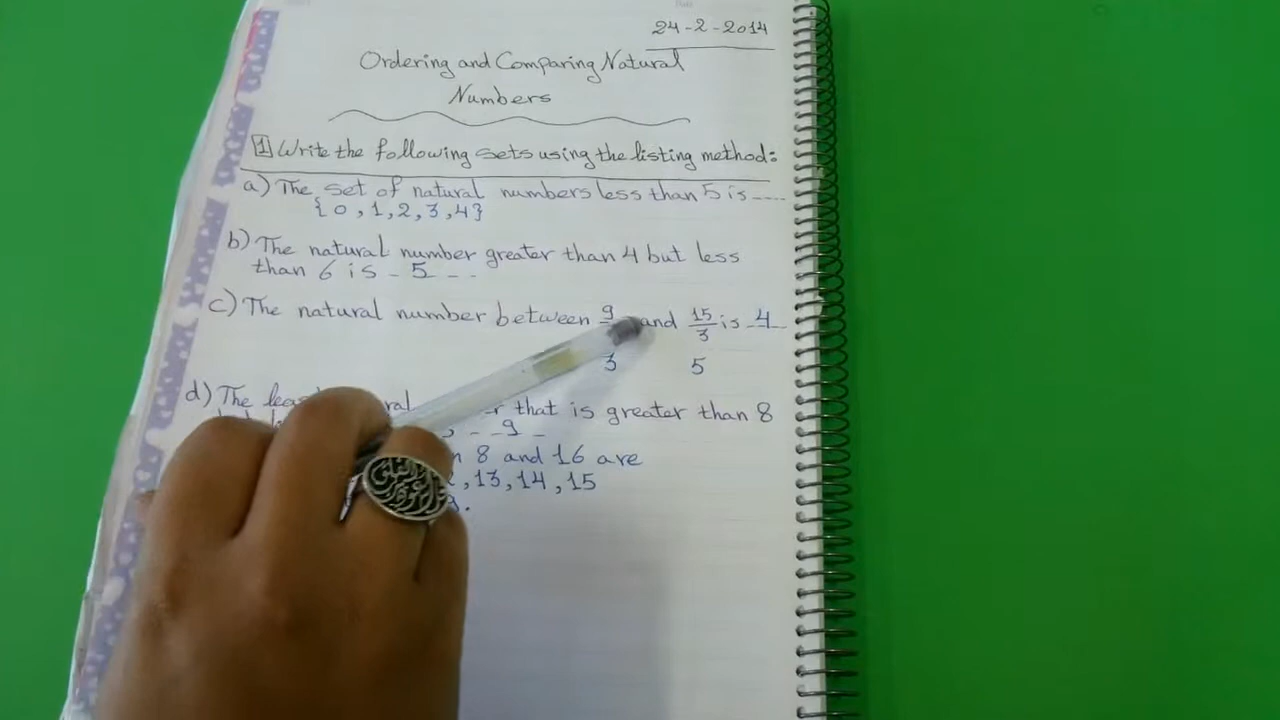 24-2-2014
Ordering and Comparing Natural
Numbers
1 Write the following sets using the listing method:
a) The set of natural numbers less than 5 is ....
{0, 1, 2, 3, 4}
b) The natural number greater than 4 but less
than 6 is - 5 - - -
c) The natural number between 9 and 15/3 is 4
3 5
d) The that is greater than 8
9
8 and 16 are
, 13, 14, 15